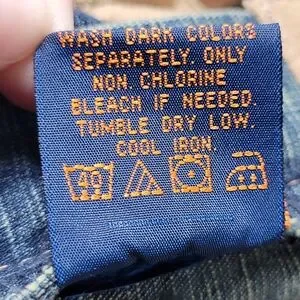 WASH DARK COLORS
SEPARATELY. ONLY
NON. CHLORINE
BLEACH IF NEEDED.
TUMBLE DRY LOW.
COOL IRON.
40